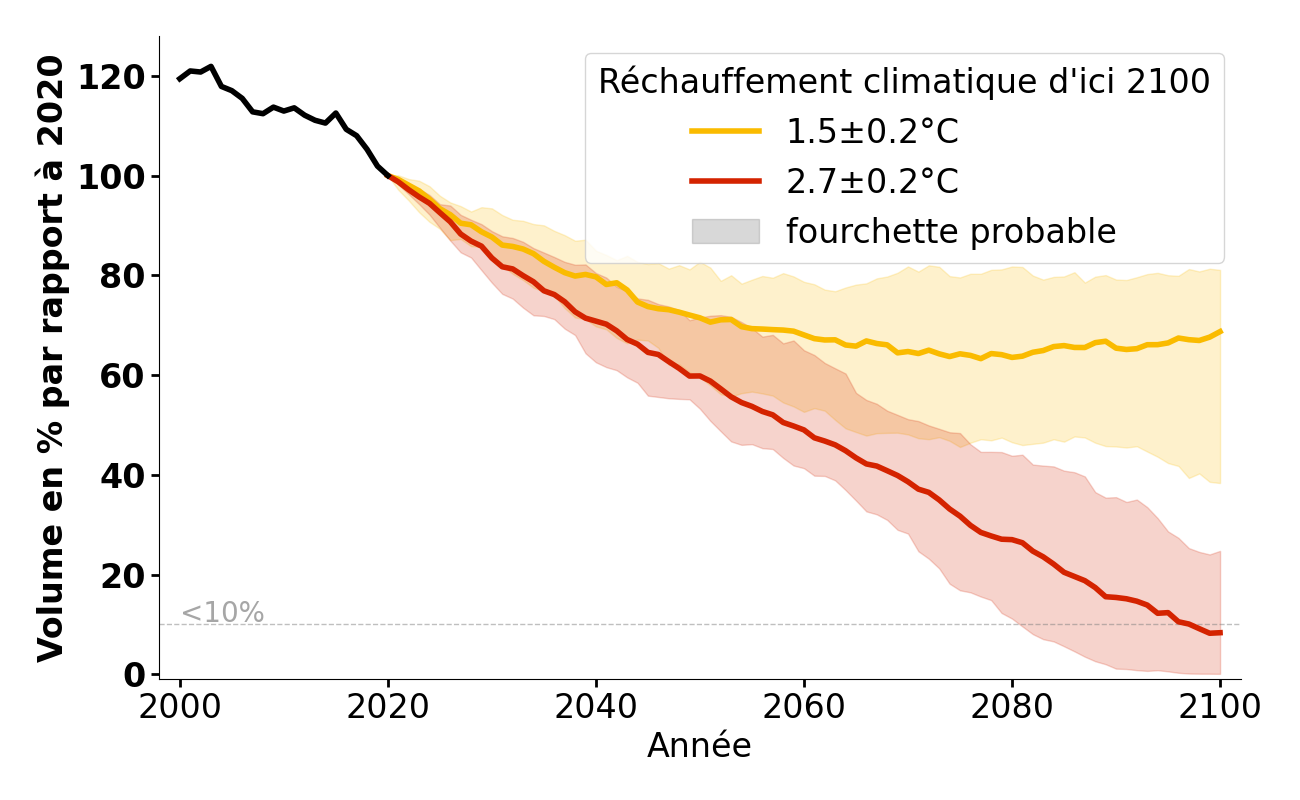 Volume en % par rapport à 2020
120
100
80
60
40
20
0
Réchauffement climatique d'ici 2100
1.5±0.2°C
2.7±0.2°C
fourchette probable
<10%
2000 2020 2040 2060 2080 2100
Année